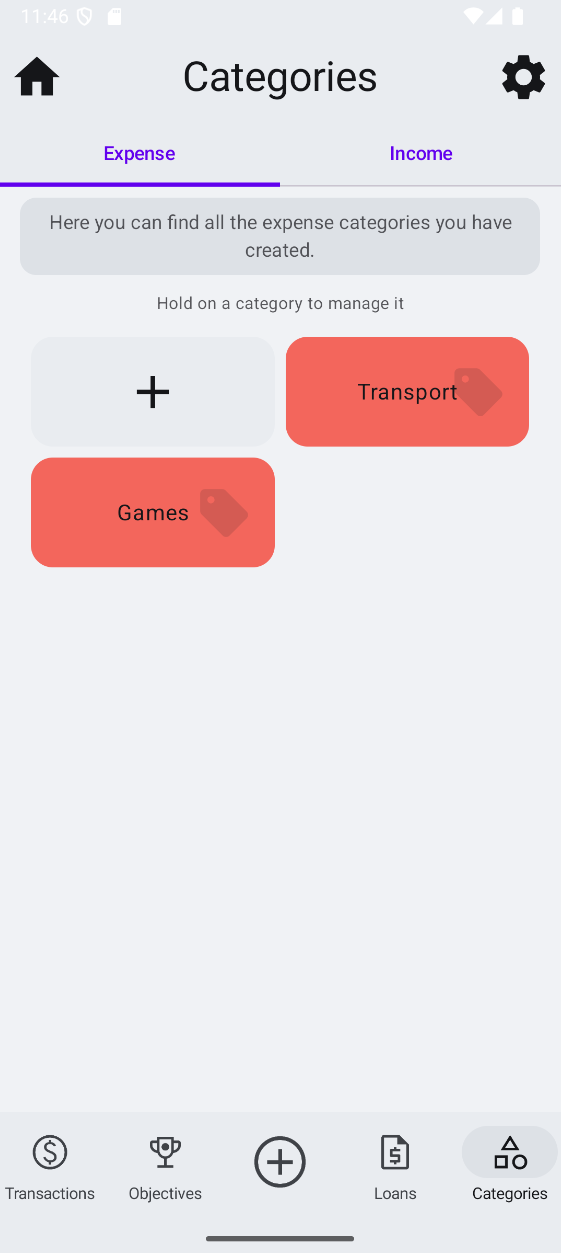 11:46
Categories
Expense
Income
Here you can find all the expense categories you have
created.
Hold on a category to manage it
Transport
Games
Transactions
Objectives
Loans
Categories